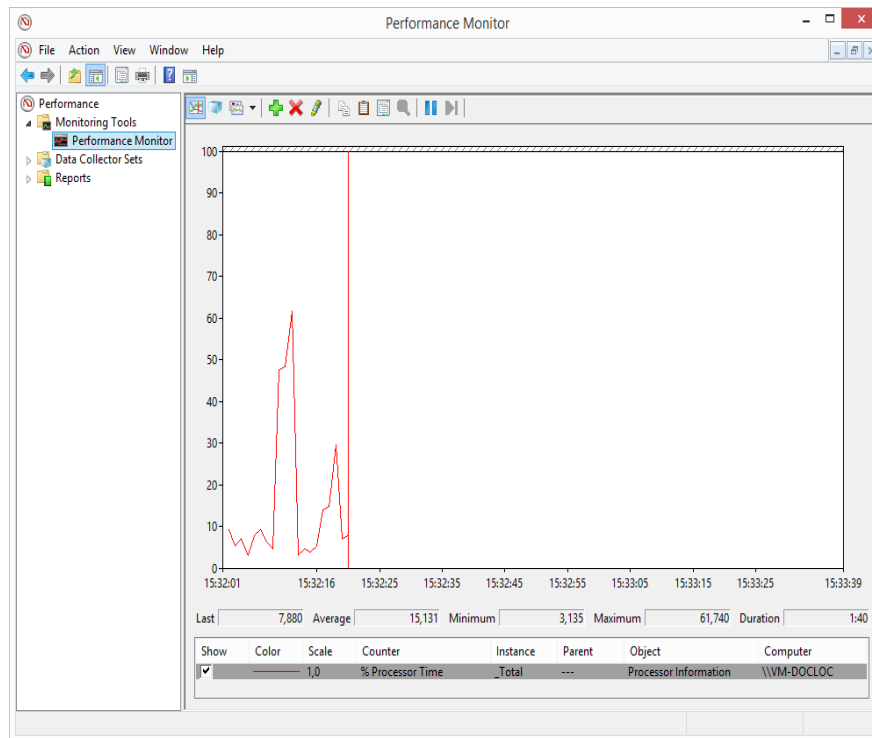 Performance Monitor
File Action View Window Help
Performance
Monitoring Tools
Performance Monitor
Data Collector Sets
Reports
100
90
80
70
60
50
40
30
20
10
0
15:32:01 15:32:16 15:32:25 15:32:35 15:32:45 15:32:55 15:33:05 15:33:15 15:33:25 15:33:39
Last 7,880 Average 15,131 Minimum 3,135 Maximum 61,740 Duration 1:40
Show Color Scale Counter Instance Parent Object Computer
1,0 % Processor Time _Total --- Processor Information \\VM-DOCLOC